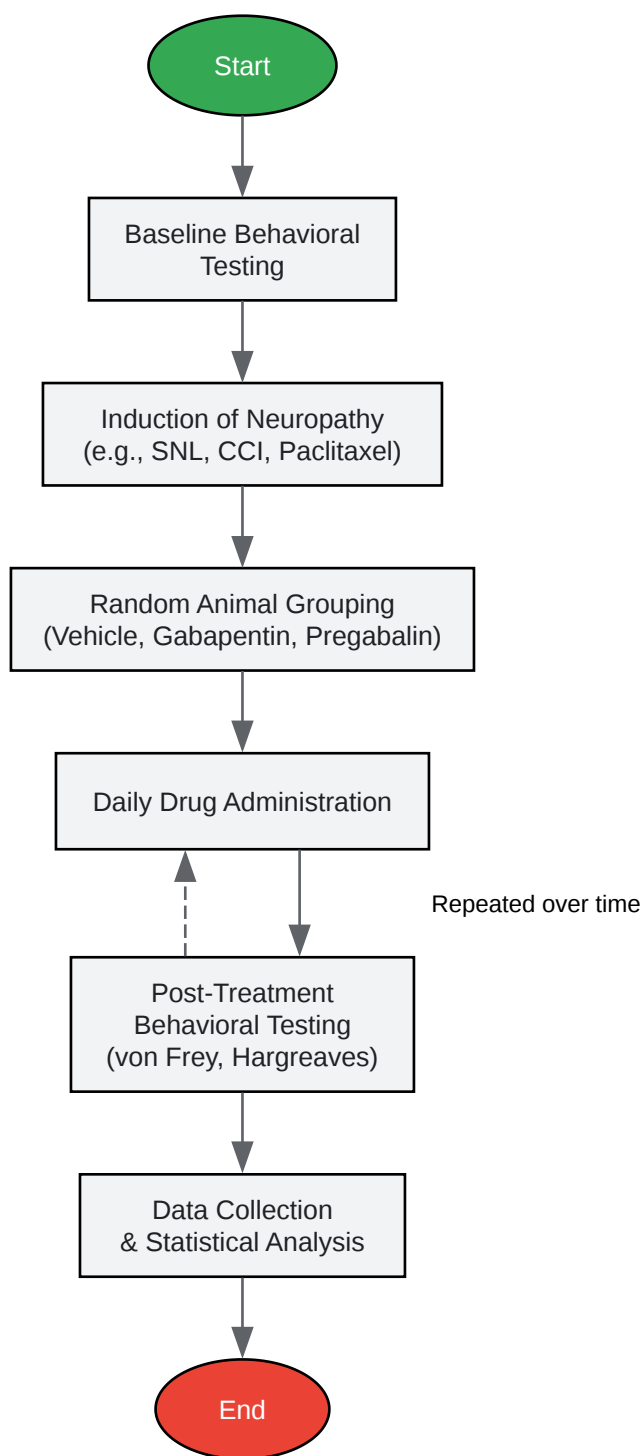 Start
Baseline Behavioral
Testing
Induction of Neuropathy
(e.g., SNL, CCI, Paclitaxel)
Random Animal Grouping
(Vehicle, Gabapentin, Pregabalin)
Daily Drug Administration
Repeated over time
Post-Treatment
Behavioral Testing
(von Frey, Hargreaves)
Data Collection
& Statistical Analysis
End